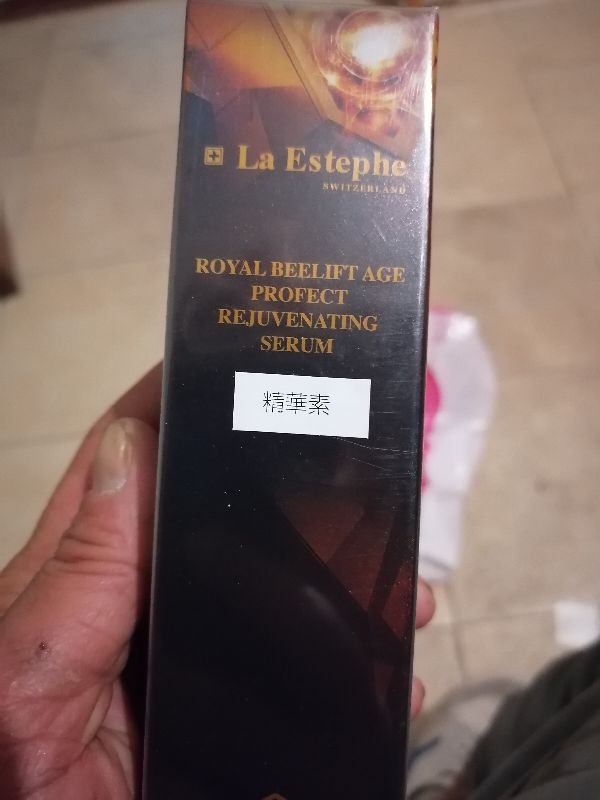 La Estephe
SWITZERLAND
ROYAL BEELIFT AGE
PROFECT
REJUVENATING
SERUM
精華素